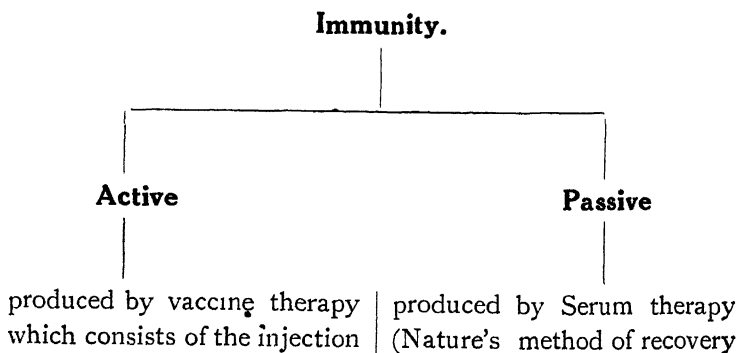 Immunity.
Active
Passive
produced by vaccine therapy
which consists of the injection
produced by Serum therapy
(Nature's method of recovery